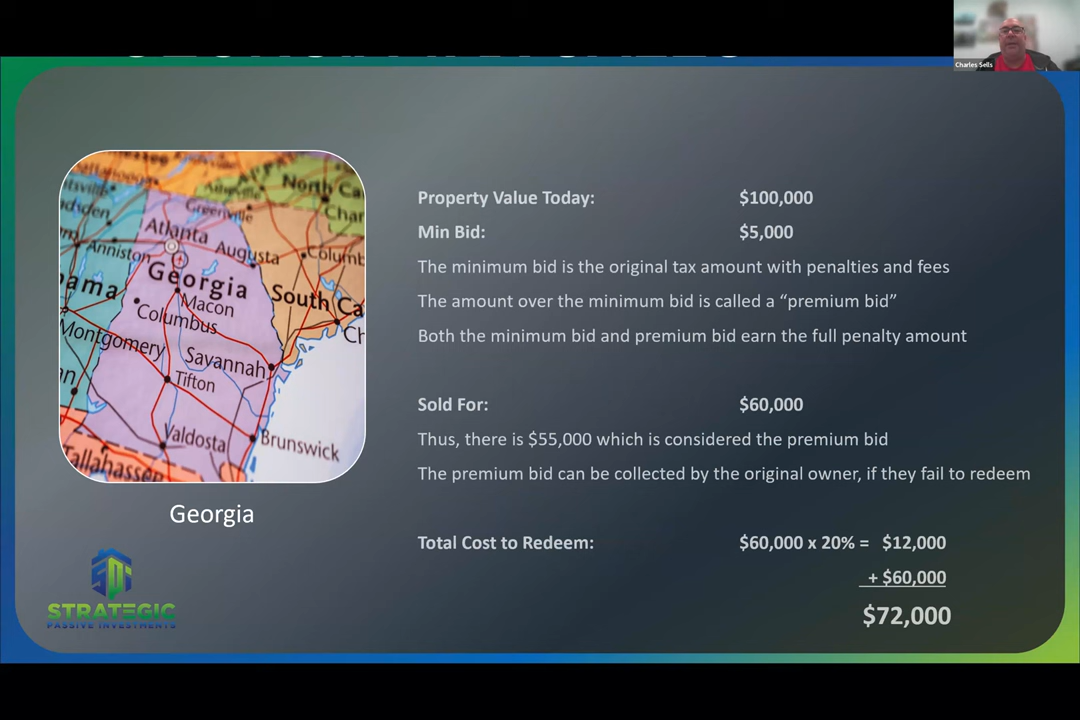 Charles Sells
Property Value Today: $100,000
Min Bid: $5,000
The minimum bid is the original tax amount with penalties and fees
The amount over the minimum bid is called a “premium bid”
Both the minimum bid and premium bid earn the full penalty amount
Sold For: $60,000
Thus, there is $55,000 which is considered the premium bid
The premium bid can be collected by the original owner, if they fail to redeem
Total Cost to Redeem: $60,000 x 20% = $12,000
+ $60,000
$72,000
North Ca
Greenville
Atlanta
Augusta
Anniston
Columb
Georgia
South Ca
ama
Macon
Columbus
Montgomery
Savannah
Tifton
Valdosta
Brunswick
Tallahassee
Georgia
STRATEGIC
PASSIVE INVESTMENTS